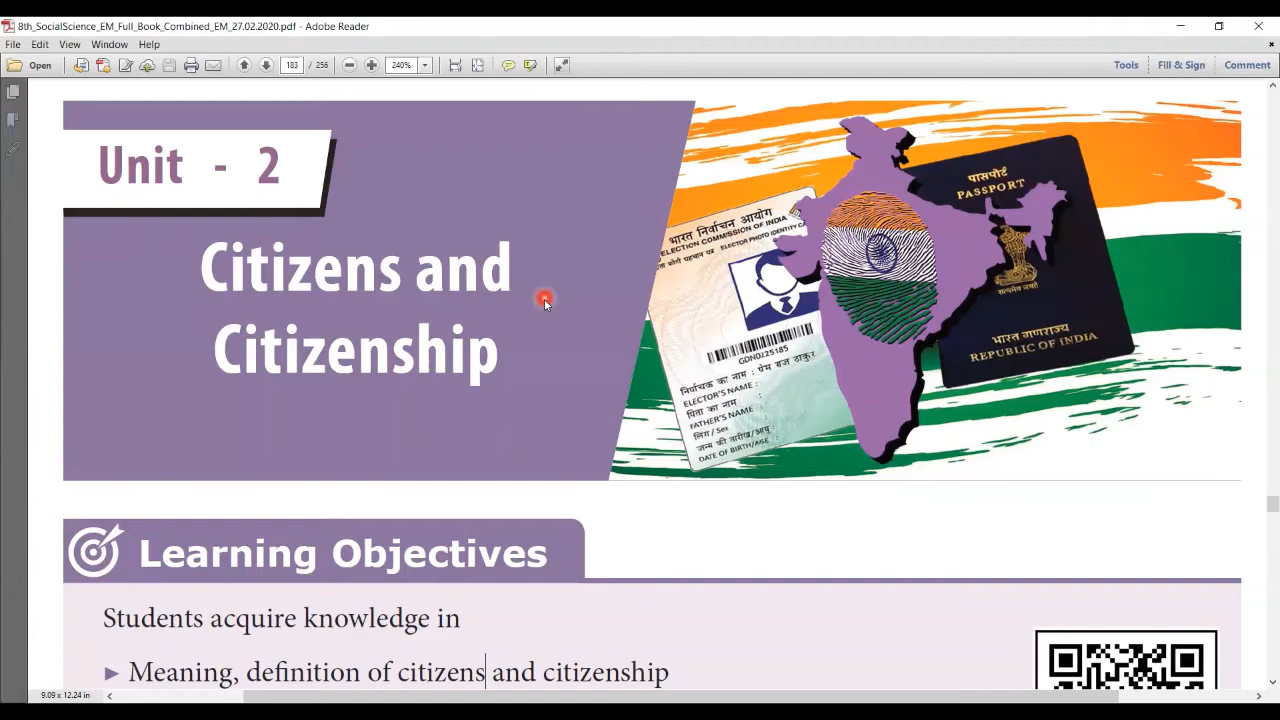 8th_SocialScience_EM_Full_Book_Combined_EM_27.02.2020.pdf - Adobe Reader
File Edit View Window Help
Open 183 / 256 240% Tools Fill & Sign Comment
Unit - 2
Citizens and
Citizenship
भारत निर्वाचन आयोग
ELECTION COMMISSION OF INDIA
ELECTOR PHOTO IDENTITY CA
GDN0225185
निर्वाचक का नाम : प्रेम ब्रज ठाकुर
ELECTOR'S NAME :
पिता का नाम :
FATHER'S NAME :
लिंग / Sex
जन्म की तारीख/आयु :
DATE OF BIRTH/AGE :
पासपोर्ट
PASSPORT
सत्यमेव जयते
भारत गणराज्य
REPUBLIC OF INDIA
Learning Objectives
Students acquire knowledge in
► Meaning, definition of citizens and citizenship
9.09 x 12.24 in